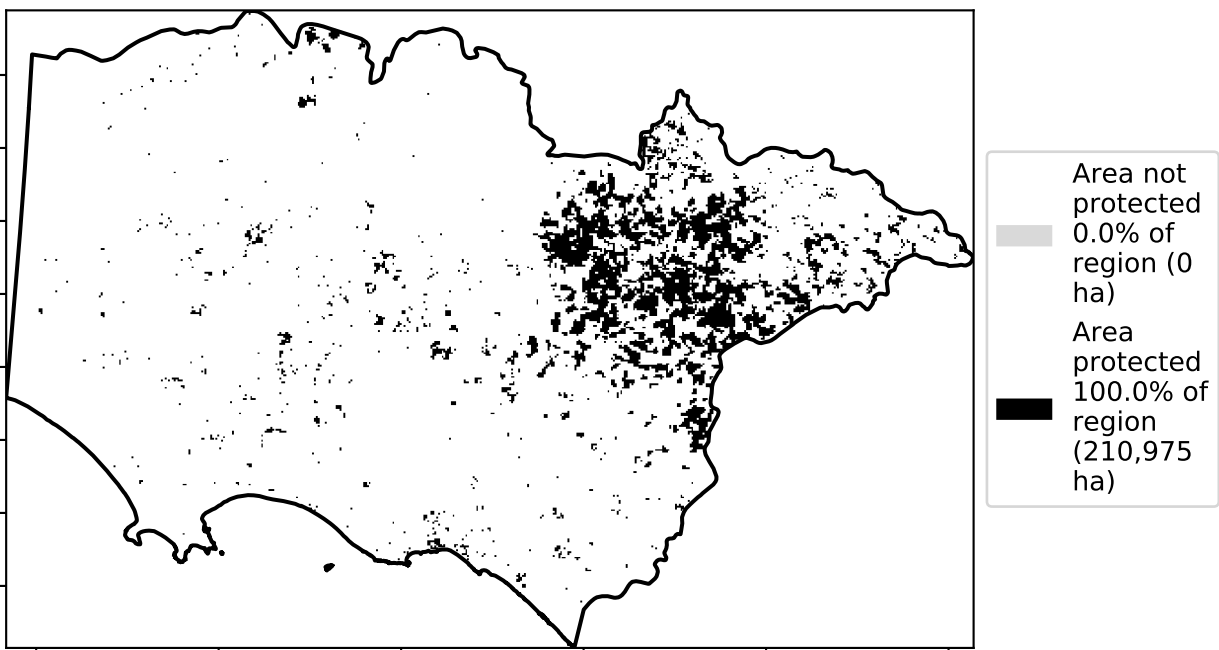 Area not
protected
0.0% of
region (0
ha)
Area
protected
100.0% of
region
(210,975
ha)